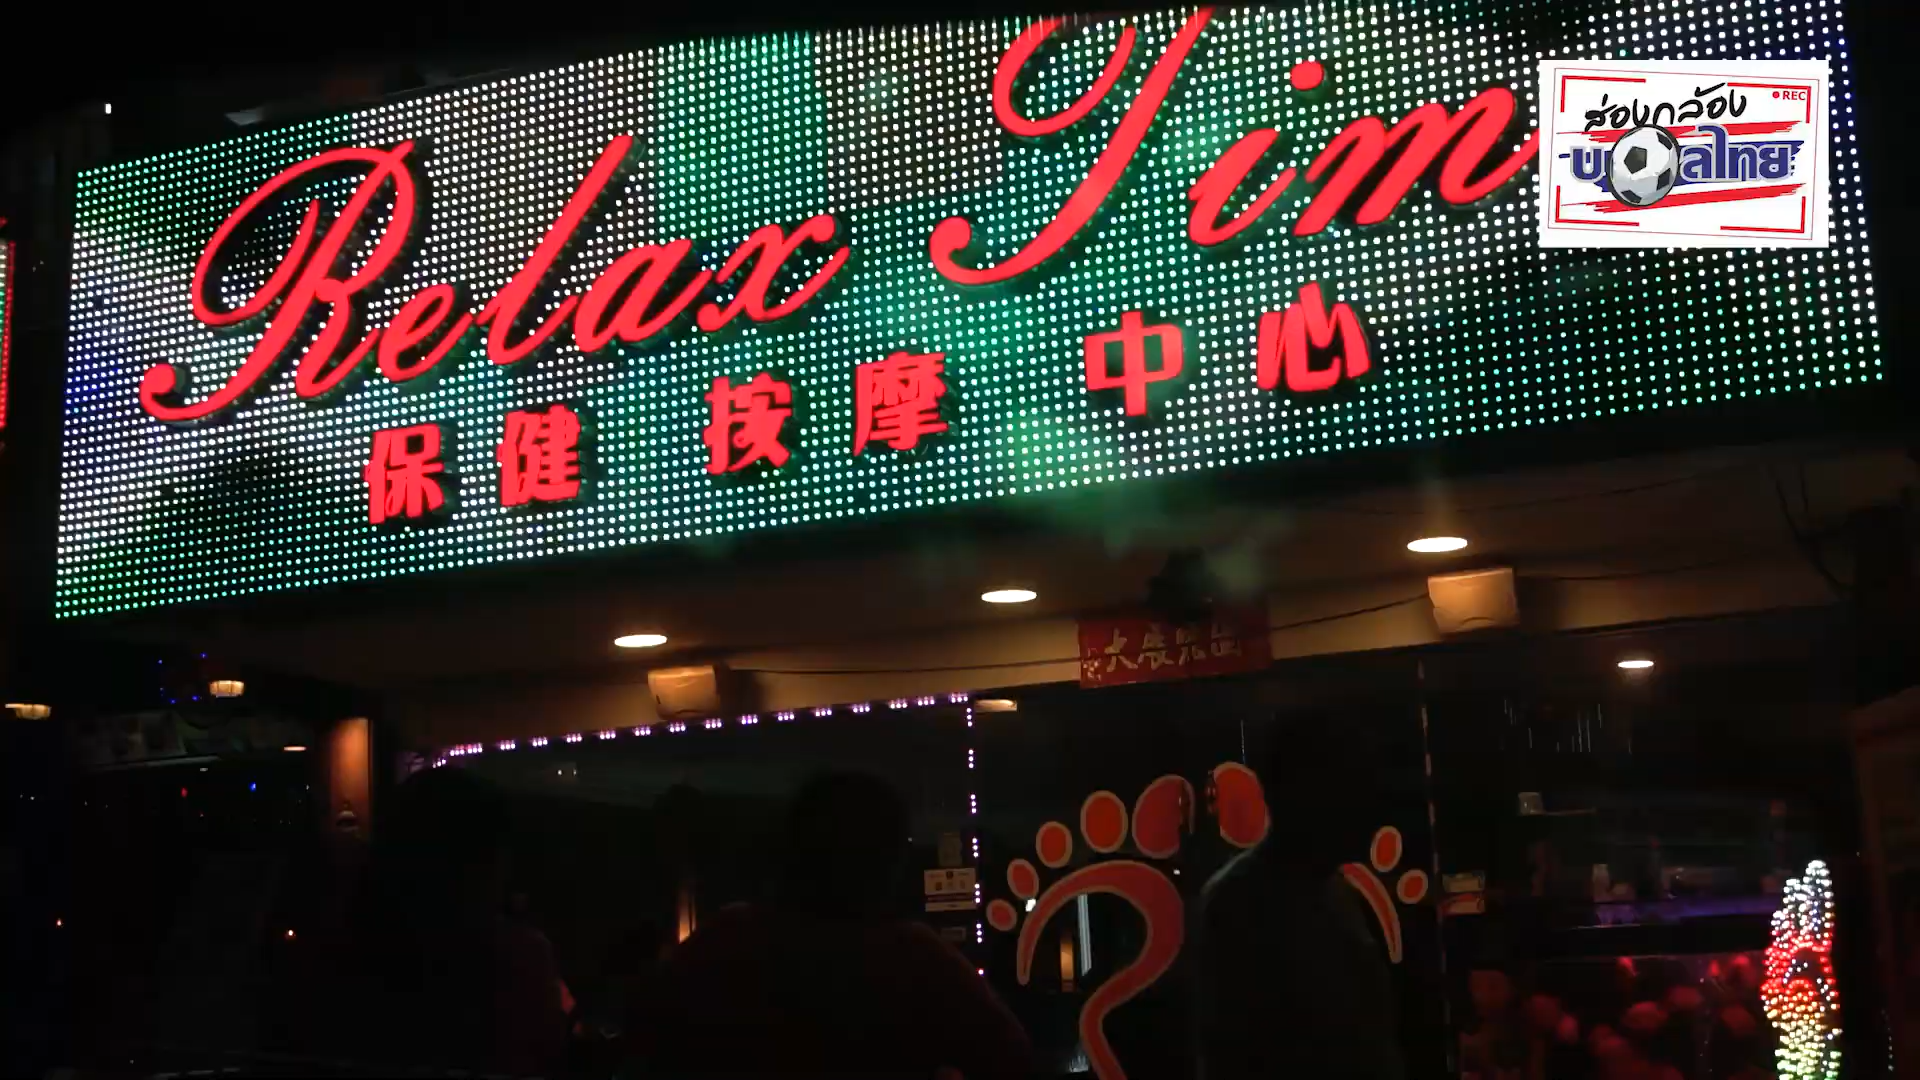 Relax Tim
保健 按摩 中心
REC
ส่องกล้อง
บอลไทย